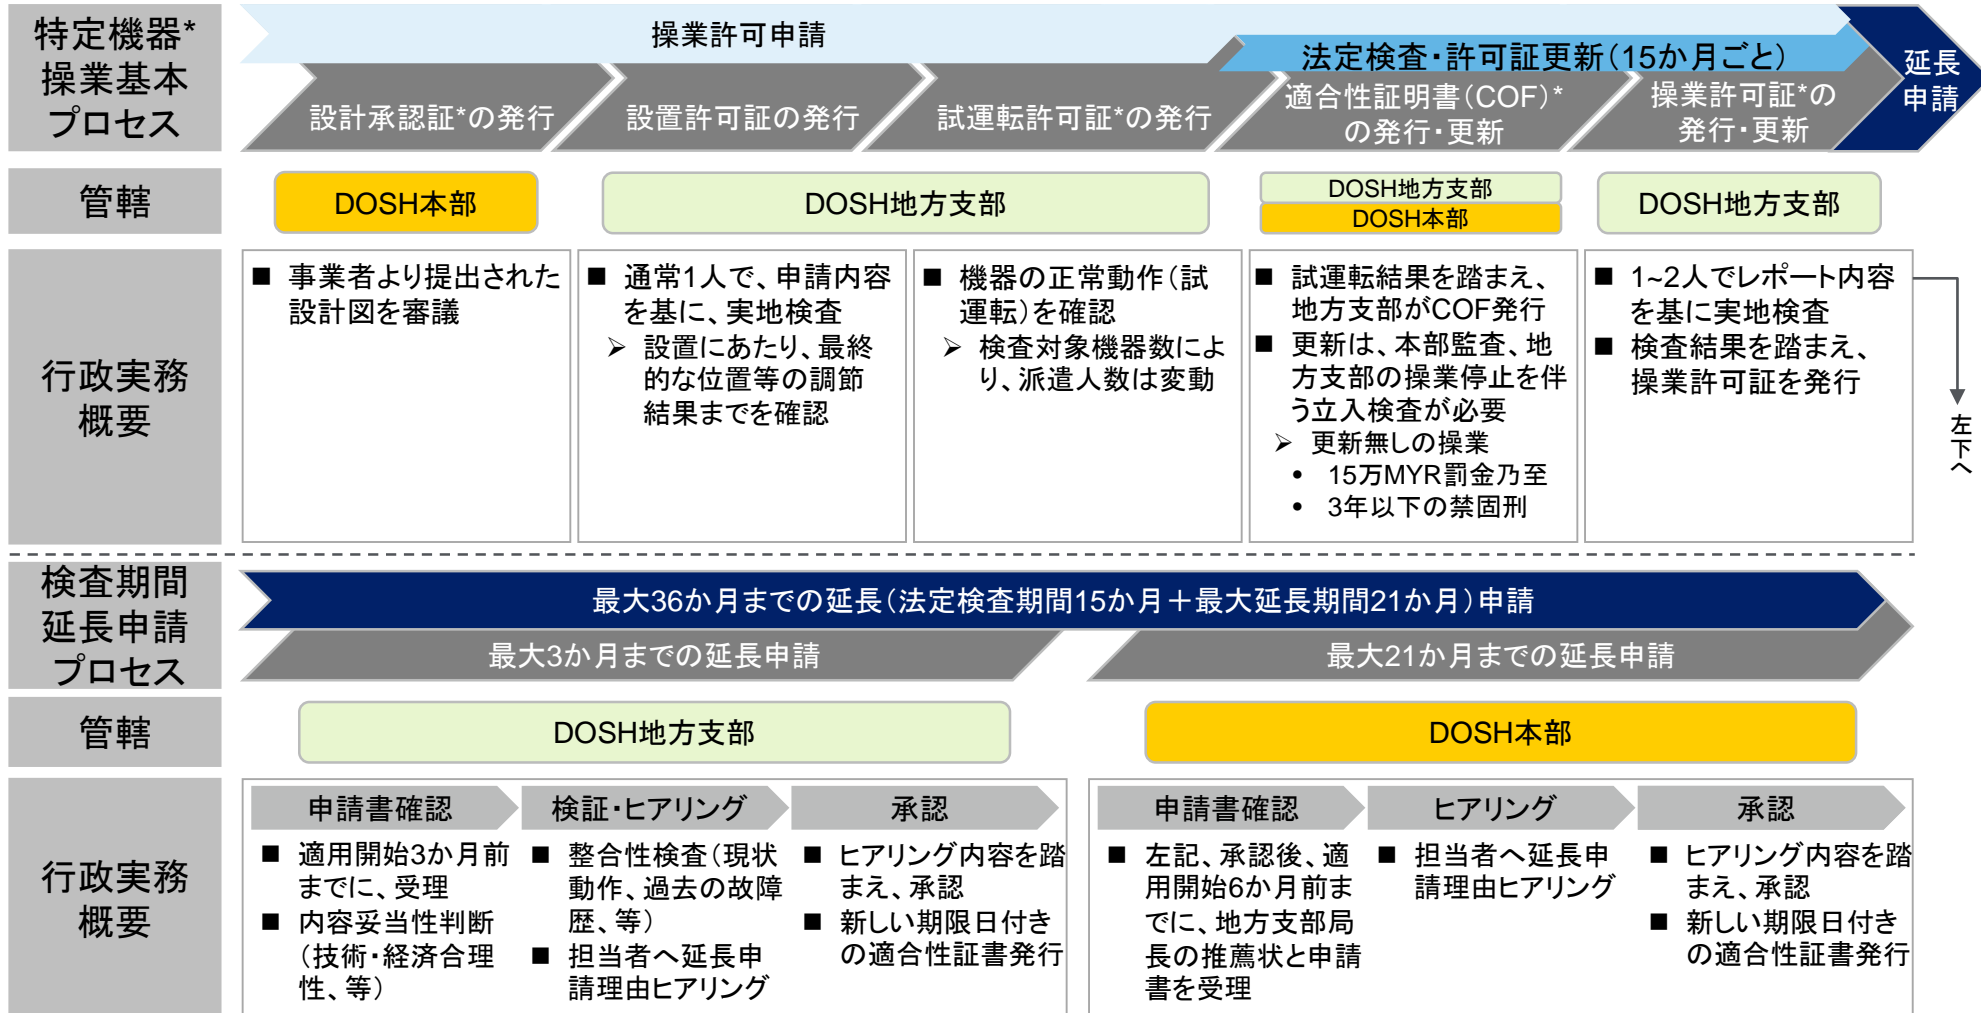 特定機器*
操業基本
プロセス
操業許可申請
法定検査・許可証更新（15か月ごと）
延長
申請
設計承認証*の発行
設置許可証の発行
試運転許可証*の発行
適合性証明書（COF）*
の発行・更新
操業許可証*の
発行・更新
管轄
DOSH本部
DOSH地方支部
DOSH地方支部
DOSH本部
DOSH地方支部
行政実務
概要
■ 事業者より提出された
設計図を審議
■ 通常1人で、申請内容
を基に、実地検査
➢ 設置にあたり、最終
的な位置等の調節
結果までを確認
■ 機器の正常動作（試
運転）を確認
➢ 検査対象機器数によ
り、派遣人数は変動
■ 試運転結果を踏まえ、
地方支部がCOF発行
■ 更新は、本部監査、地
方支部の操業停止を伴
う立入検査が必要
➢ 更新無しの操業
• 15万MYR罰金乃至
• 3年以下の禁固刑
■ 1~2人でレポート内容
を基に実地検査
■ 検査結果を踏まえ、
操業許可証を発行
左下へ
検査期間
延長申請
プロセス
最大36か月までの延長（法定検査期間15か月＋最大延長期間21か月）申請
最大3か月までの延長申請
最大21か月までの延長申請
管轄
DOSH地方支部
DOSH本部
行政実務
概要
申請書確認
■ 適用開始3か月前
までに、受理
■ 内容妥当性判断
（技術・経済合理
性、等）
検証・ヒアリング
■ 整合性検査（現状
動作、過去の故障
歴、等）
■ 担当者へ延長申
請理由ヒアリング
承認
■ ヒアリング内容を踏
まえ、承認
■ 新しい期限日付き
の適合性証書発行
申請書確認
■ 左記、承認後、適
用開始6か月前ま
でに、地方支部局
長の推薦状と申請
書を受理
ヒアリング
■ 担当者へ延長申
請理由ヒアリング
承認
■ ヒアリング内容を踏
まえ、承認
■ 新しい期限日付き
の適合性証書発行